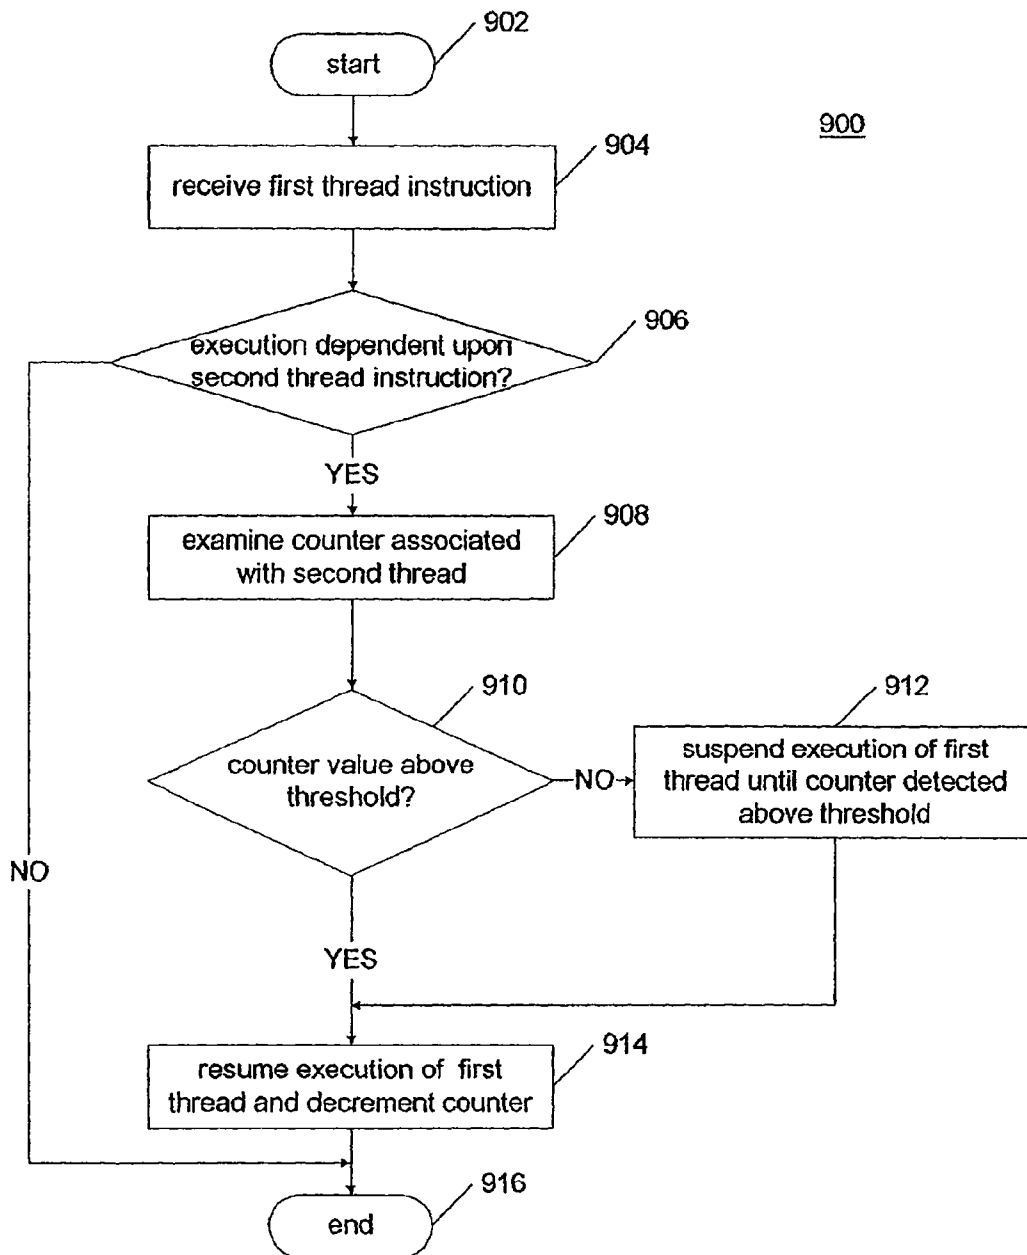 902
start
900
904
receive first thread instruction
906
execution dependent upon
second thread instruction?
YES
908
examine counter associated
with second thread
910
912
counter value above
threshold?
NO
suspend execution of first
thread until counter detected
above threshold
NO
YES
914
resume execution of first
thread and decrement counter
916
end